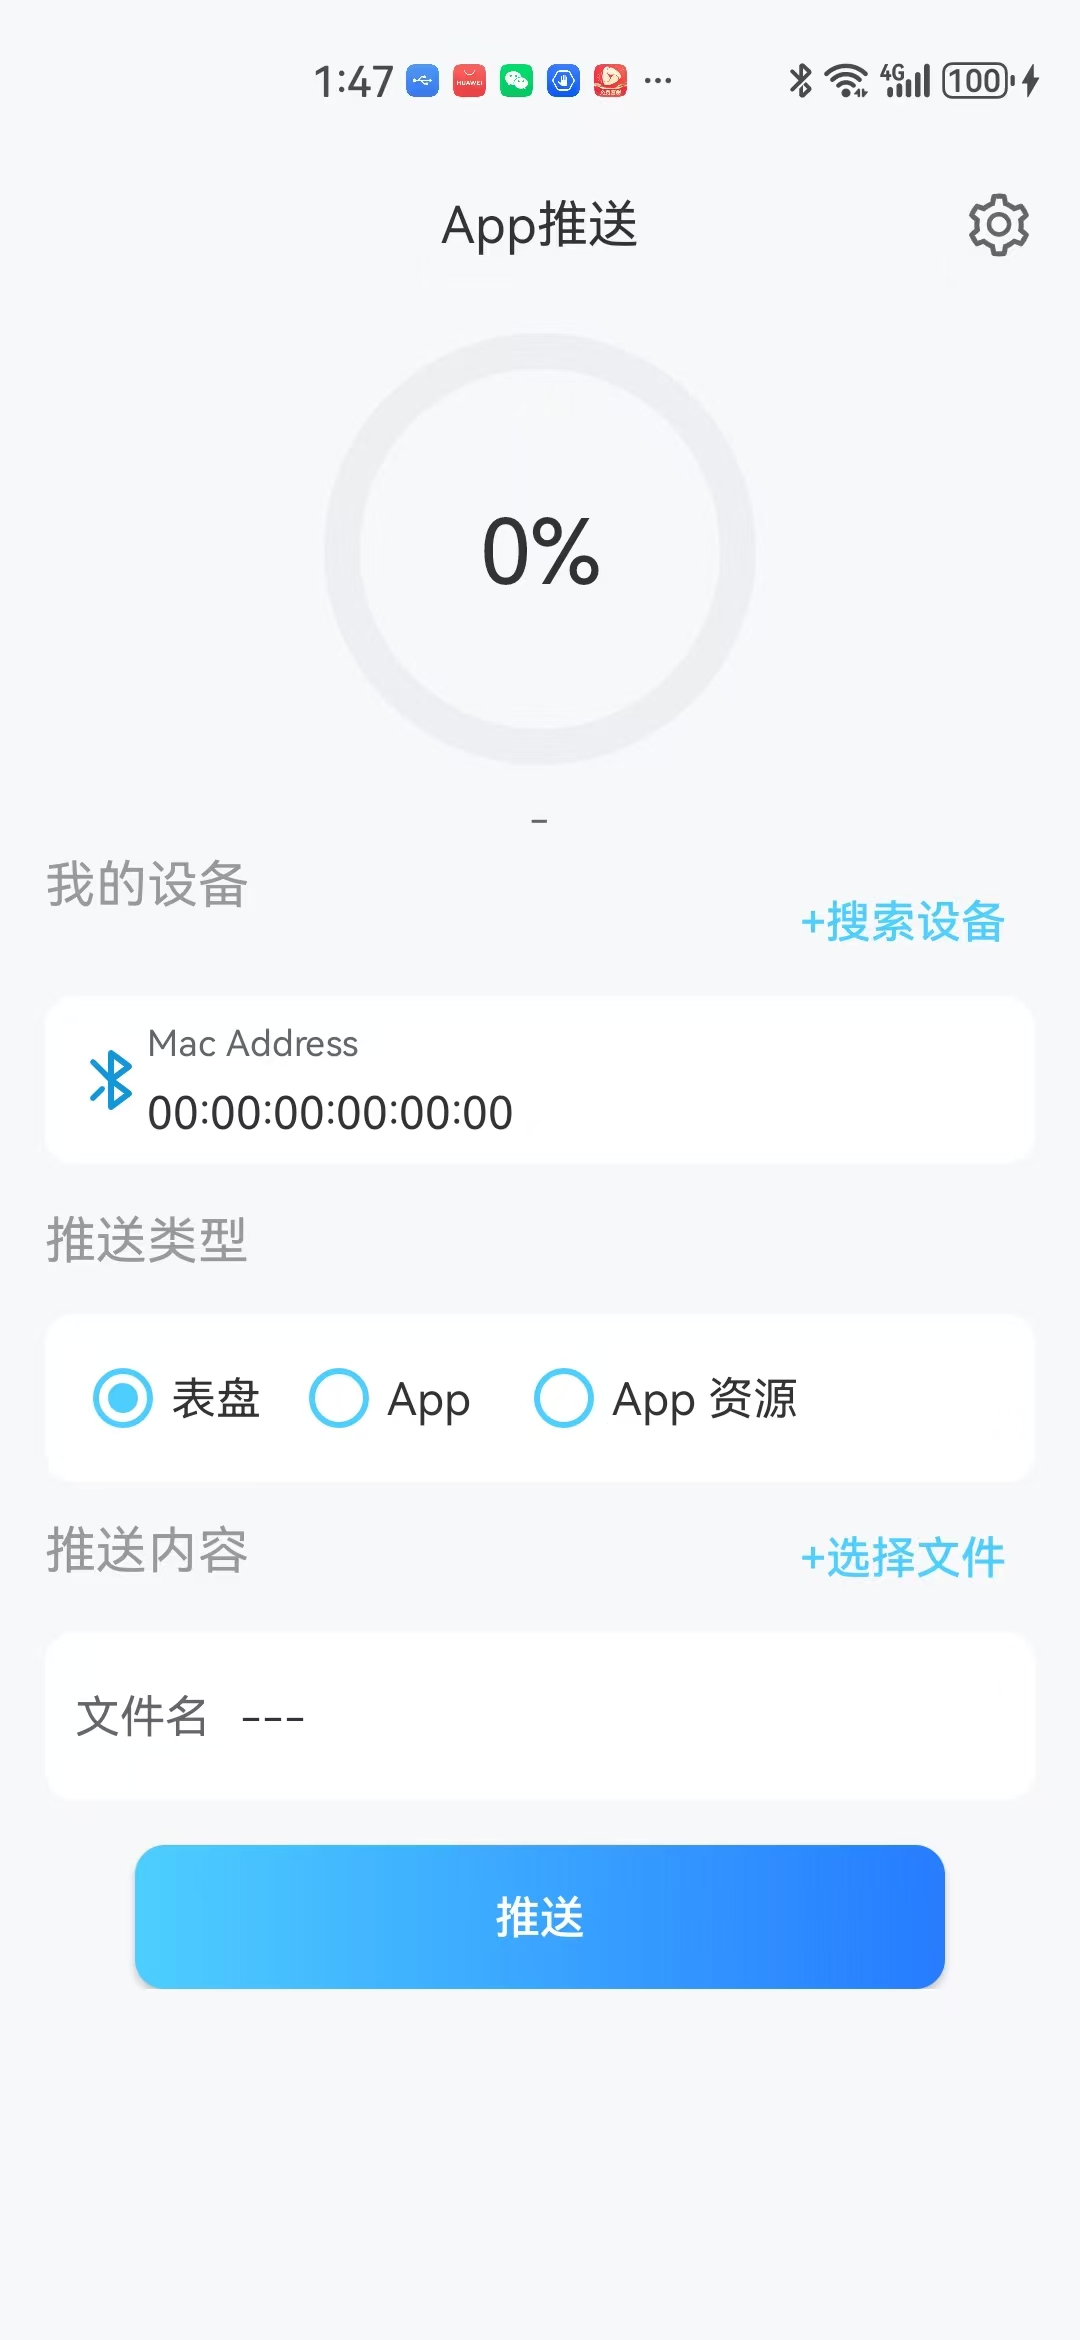 1:47 HUAWEI ... 4G 100
App推送
0%
-
我的设备
+搜索设备
Mac Address
00:00:00:00:00:00
推送类型
表盘 App App 资源
推送内容
+选择文件
文件名 ---
推送